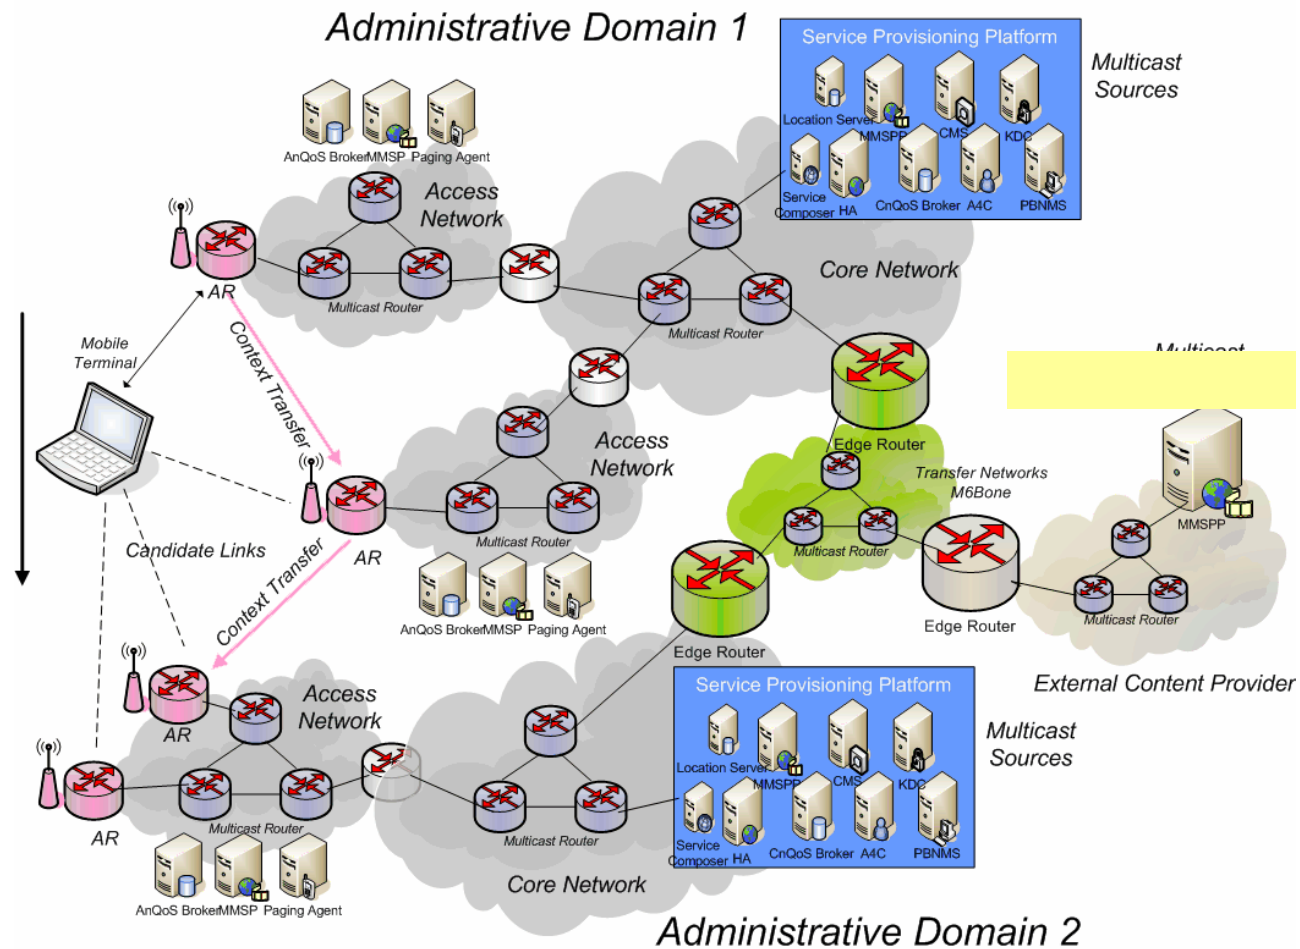 Administrative Domain 1
Service Provisioning Platform
Multicast
Sources
Location Server
MMSPP
CMS
KDC
Service
Composer
HA
CnQoS Broker
A4C
PBNMS
AnQoS Broker
MMSP
Paging Agent
Access
Network
Core Network
AR
Multicast Router
Multicast Router
Mobile
Terminal
Context Transfer
Multicast
Edge Router
Access
Network
Transfer Networks
M6Bone
MMSPP
Candidate Links
AR
Multicast Router
Multicast Router
Context Transfer
AnQoS Broker
MMSP
Paging Agent
Edge Router
Multicast Router
Edge Router
External Content Provider
Access
Network
AR
Service Provisioning Platform
Multicast
Sources
Location Server
MMSPP
CMS
KDC
Service
Composer
HA
CnQoS Broker
A4C
PBNMS
AR
Multicast Router
Multicast Router
Core Network
AnQoS Broker
MMSP
Paging Agent
Administrative Domain 2